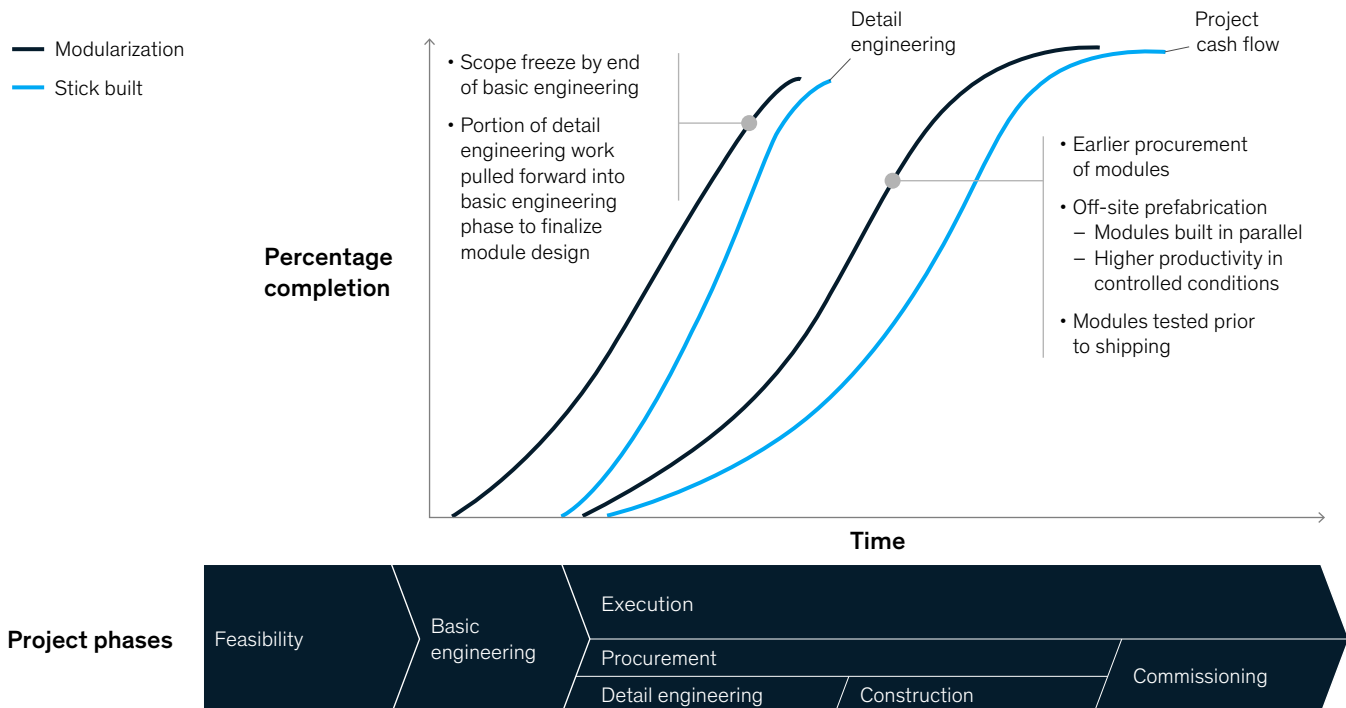 Modularization
Stick built
• Scope freeze by end
of basic engineering
• Portion of detail
engineering work
pulled forward into
basic engineering
phase to finalize
module design
Detail
engineering
Project
cash flow
• Earlier procurement
of modules
• Off-site prefabrication
– Modules built in parallel
– Higher productivity in
controlled conditions
• Modules tested prior
to shipping
Percentage
completion
Time
Project phases
Feasibility
Basic
engineering
Execution
Procurement
Detail engineering
Construction
Commissioning